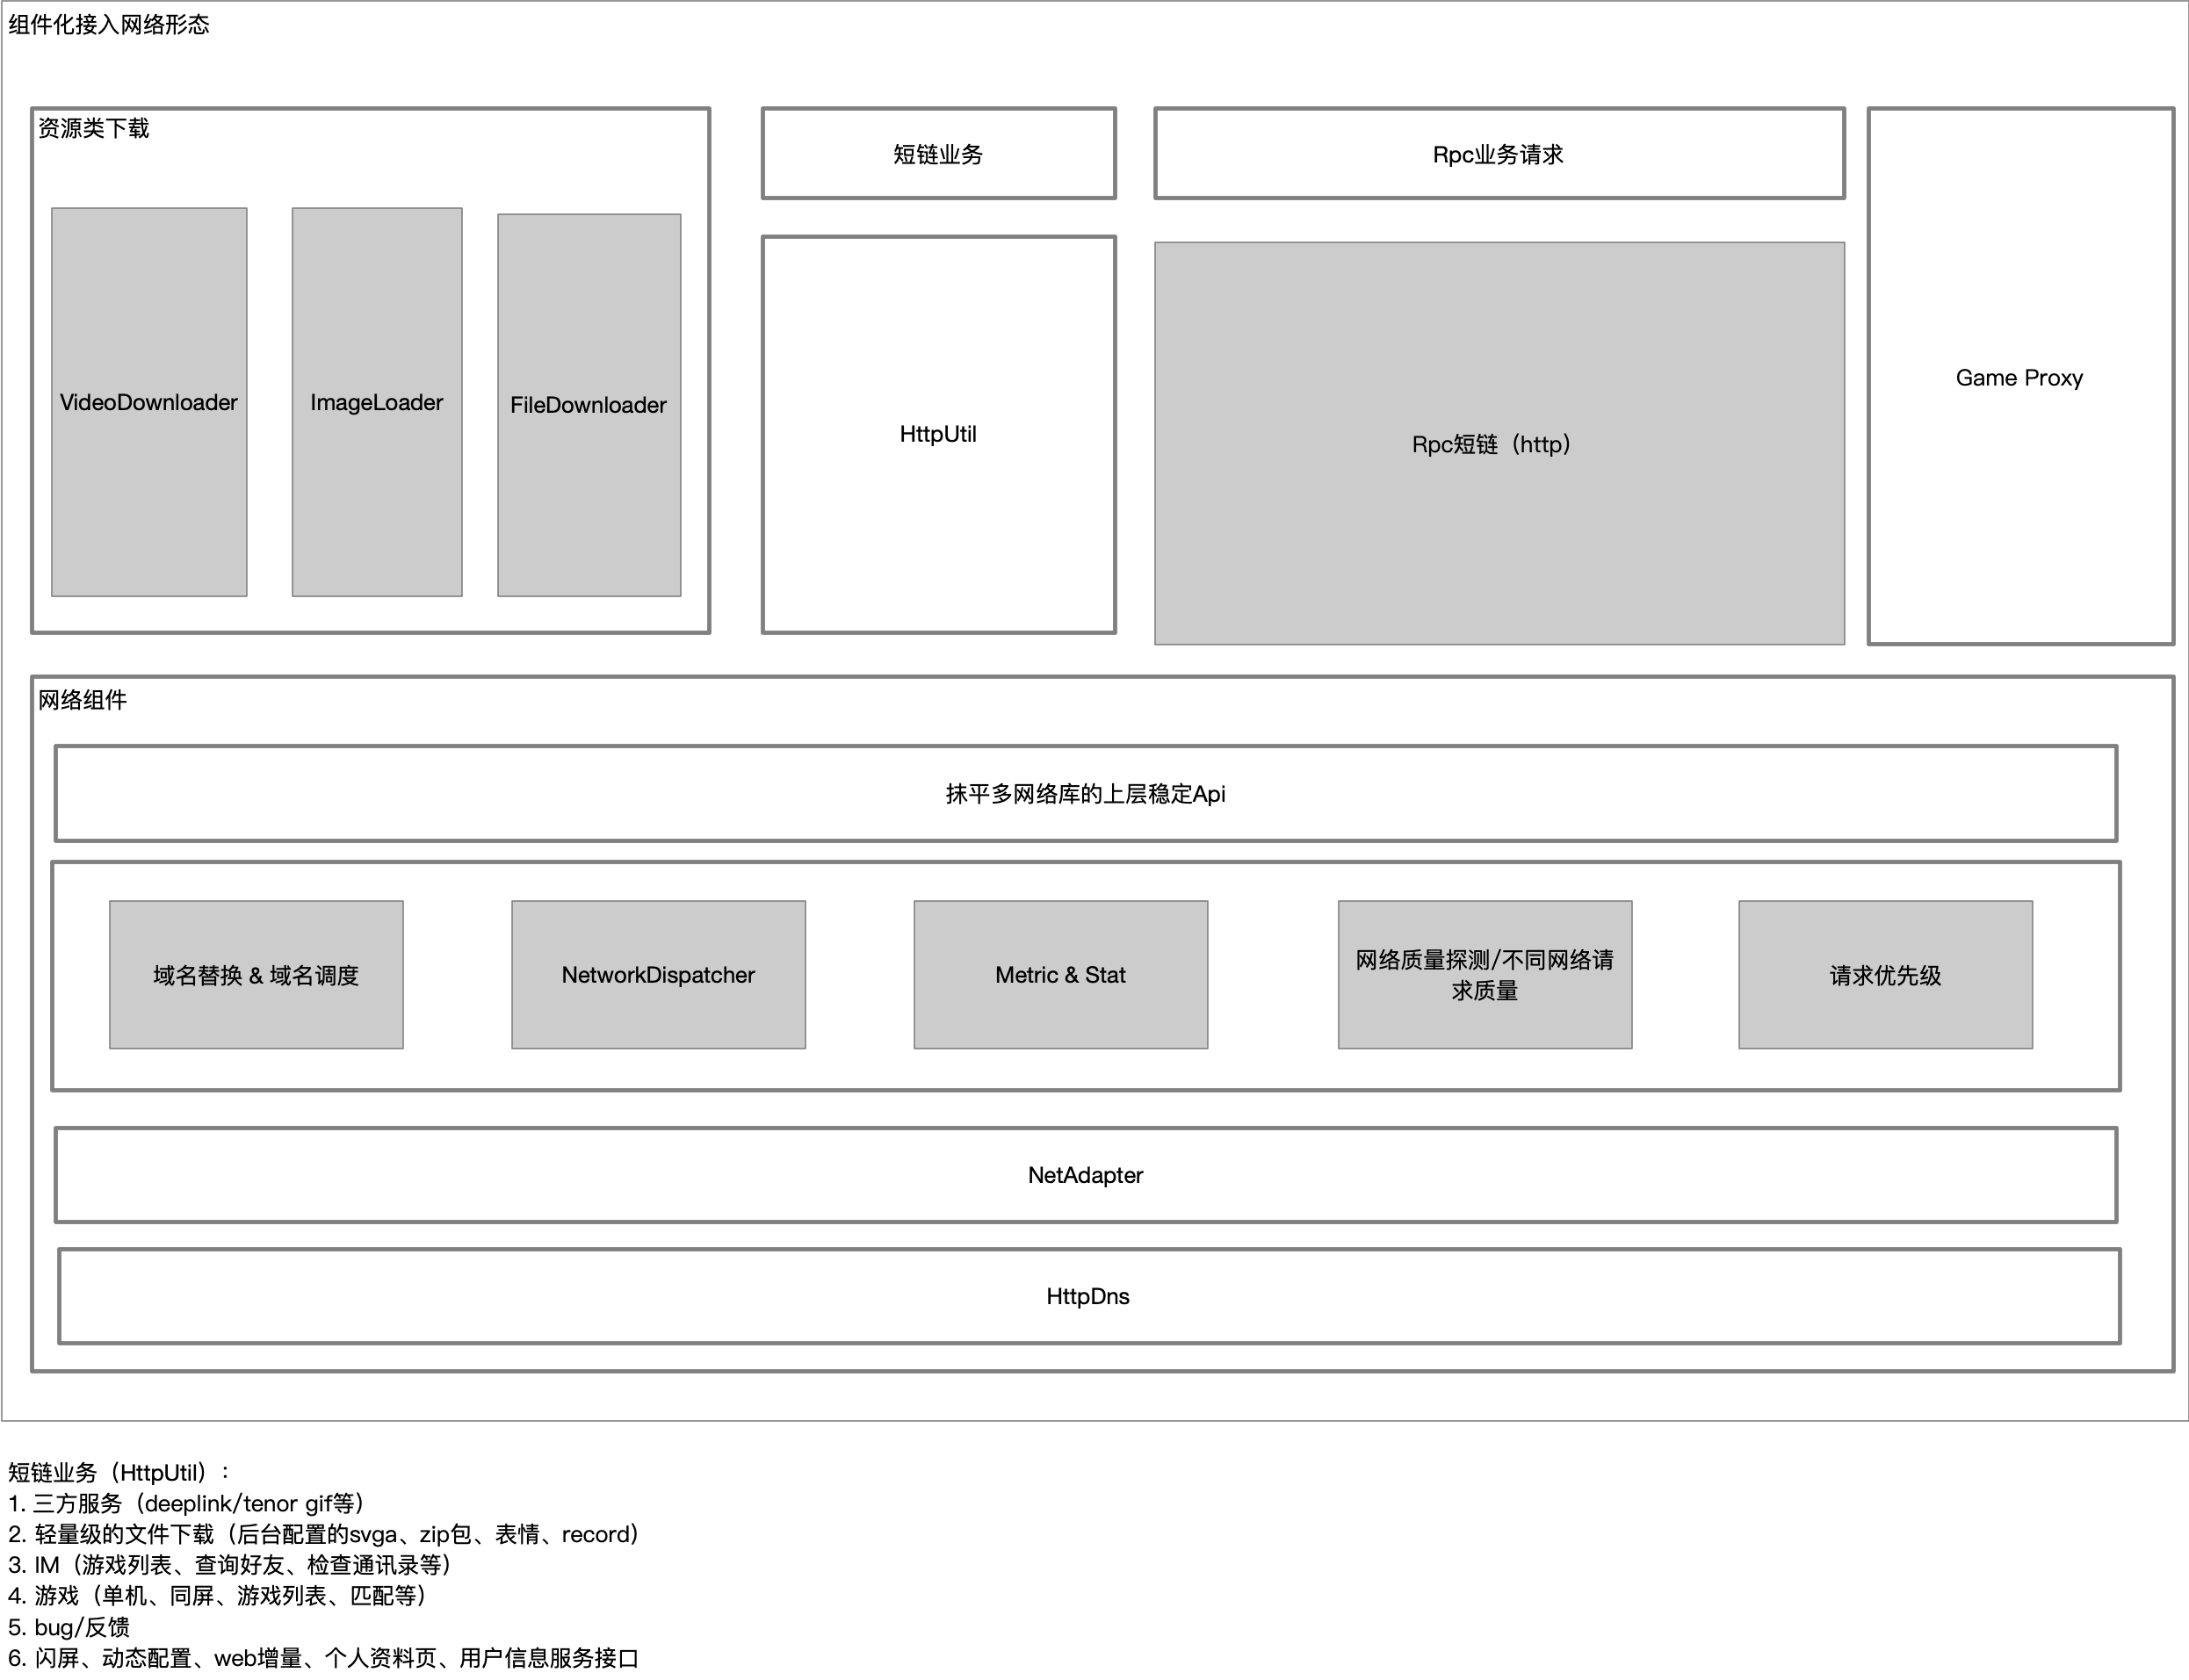 组件化接入网络形态
资源类下载
短链业务
Rpc业务请求
VideoDownloader
ImageLoader
FileDownloader
HttpUtil
Rpc短链（http）
Game Proxy
网络组件
抹平多网络库的上层稳定Api
域名替换 & 域名调度
NetworkDispatcher
Metric & Stat
网络质量探测/不同网络请
求质量
请求优先级
NetAdapter
HttpDns
短链业务（HttpUtil）：
1. 三方服务（deeplink/tenor gif等）
2. 轻量级的文件下载（后台配置的svga、zip包、表情、record）
3. IM（游戏列表、查询好友、检查通讯录等）
4. 游戏（单机、同屏、游戏列表、匹配等）
5. bug/反馈
6. 闪屏、动态配置、web增量、个人资料页、用户信息服务接口